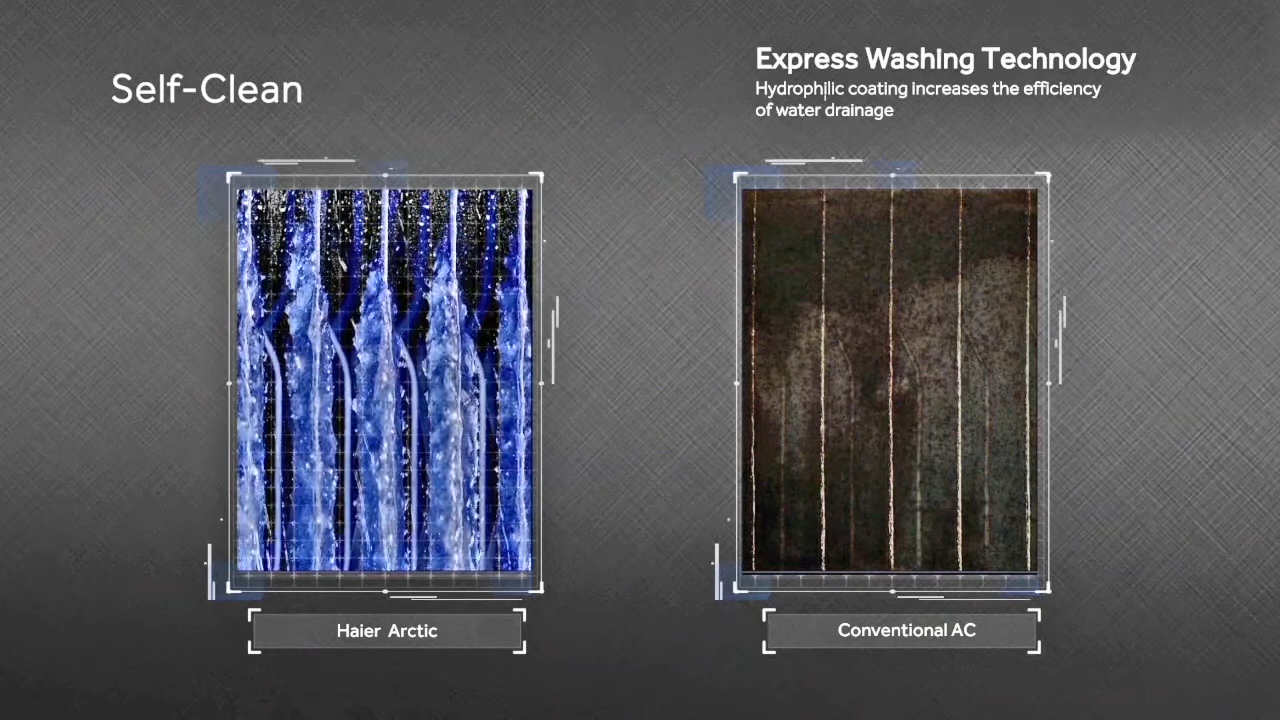 Self-Clean
Express Washing Technology
Hydrophilic coating increases the efficiency
of water drainage
Haier Arctic
Conventional AC